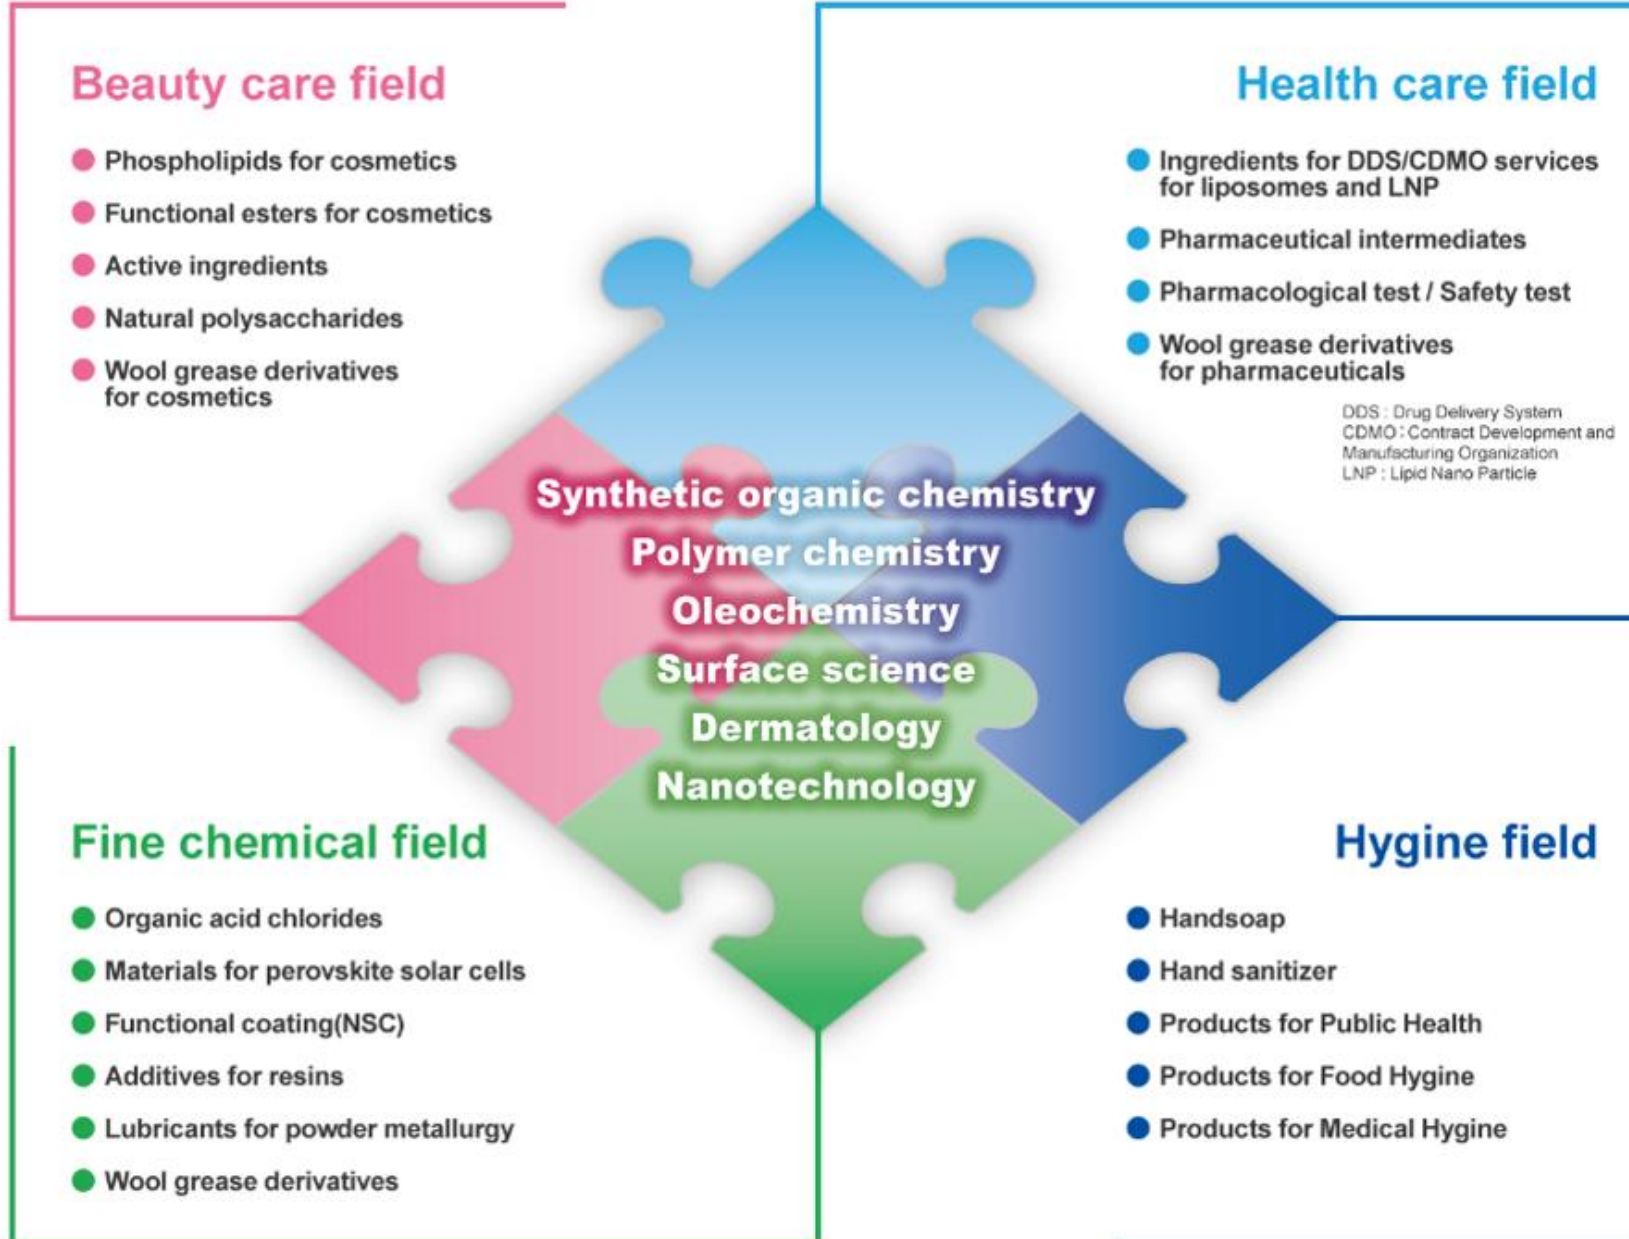 Beauty care field
Phospholipids for cosmetics
Functional esters for cosmetics
Active ingredients
Natural polysaccharides
Wool grease derivatives
for cosmetics
Health care field
Ingredients for DDS/CDMO services
for liposomes and LNP
Pharmaceutical intermediates
Pharmacological test / Safety test
Wool grease derivatives
for pharmaceuticals
DDS : Drug Delivery System
CDMO : Contract Development and
Manufacturing Organization
LNP : Lipid Nano Particle
Synthetic organic chemistry
Polymer chemistry
Oleochemistry
Surface science
Dermatology
Nanotechnology
Fine chemical field
Organic acid chlorides
Materials for perovskite solar cells
Functional coating(NSC)
Additives for resins
Lubricants for powder metallurgy
Wool grease derivatives
Hygine field
Handsoap
Hand sanitizer
Products for Public Health
Products for Food Hygine
Products for Medical Hygine